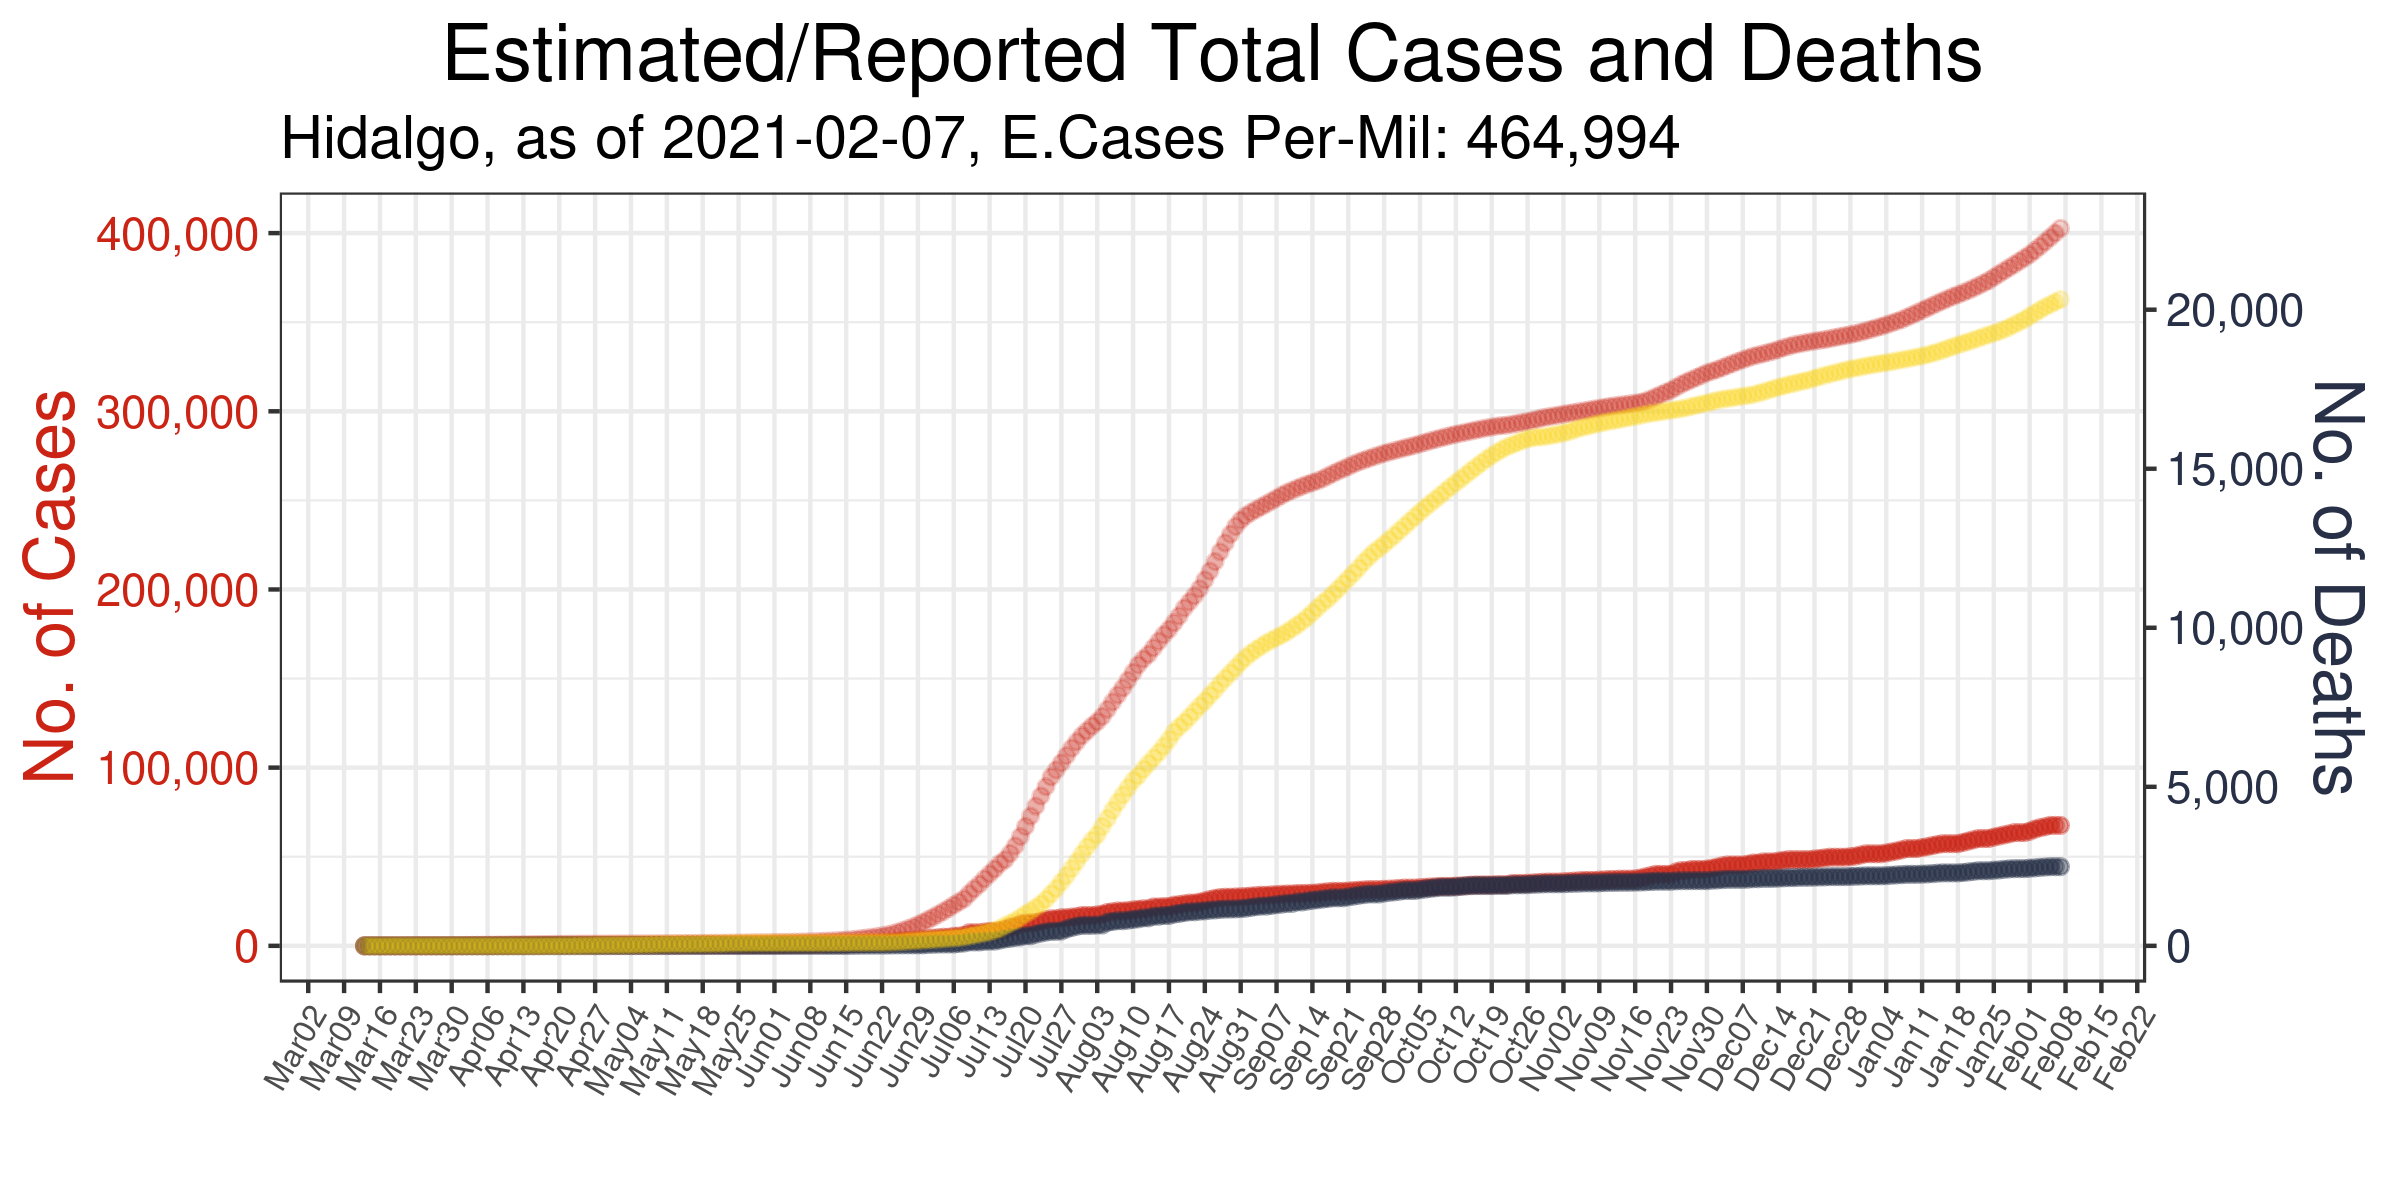 Estimated/Reported Total Cases and Deaths
Hidalgo, as of 2021-02-07, E.Cases Per-Mil: 464,994
No. of Cases
400,000
300,000
200,000
100,000
0
20,000
15,000
10,000
5,000
0
No. of Deaths
Mar02
Mar09
Mar16
Mar23
Mar30
Apr06
Apr13
Apr20
Apr27
May04
May11
May18
May25
Jun01
Jun08
Jun15
Jun22
Jun29
Jul06
Jul13
Jul20
Jul27
Aug03
Aug10
Aug17
Aug24
Aug31
Sep07
Sep14
Sep21
Sep28
Oct05
Oct12
Oct19
Oct26
Nov02
Nov09
Nov16
Nov23
Nov30
Dec07
Dec14
Dec21
Dec28
Jan04
Jan11
Jan18
Jan25
Feb01
Feb08
Feb15
Feb22